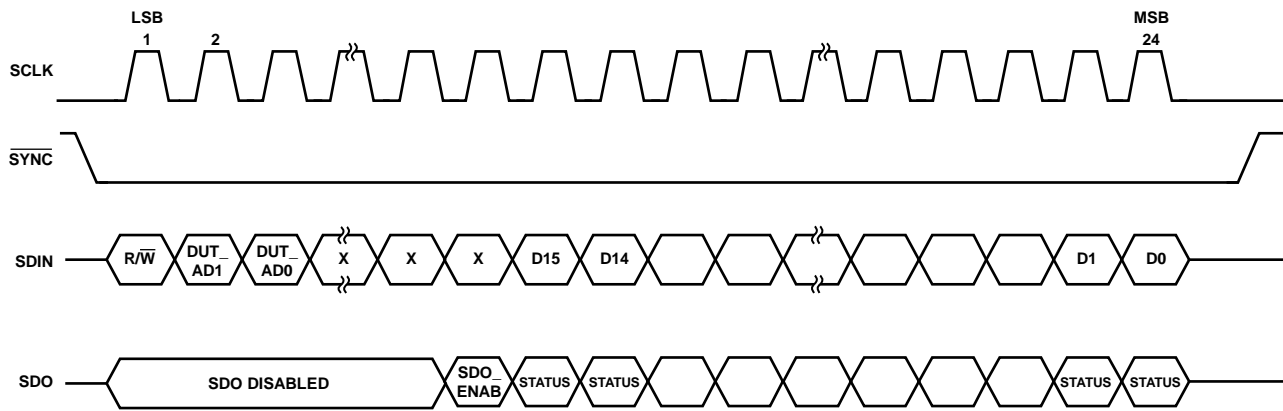 LSB MSB
1 2 24
SCLK
SYNC
SDIN R/W DUT_ DUT_ X X X D15 D14 D1 D0
AD1 AD0
SDO SDO DISABLED SDO_ STATUS STATUS STATUS STATUS
ENAB